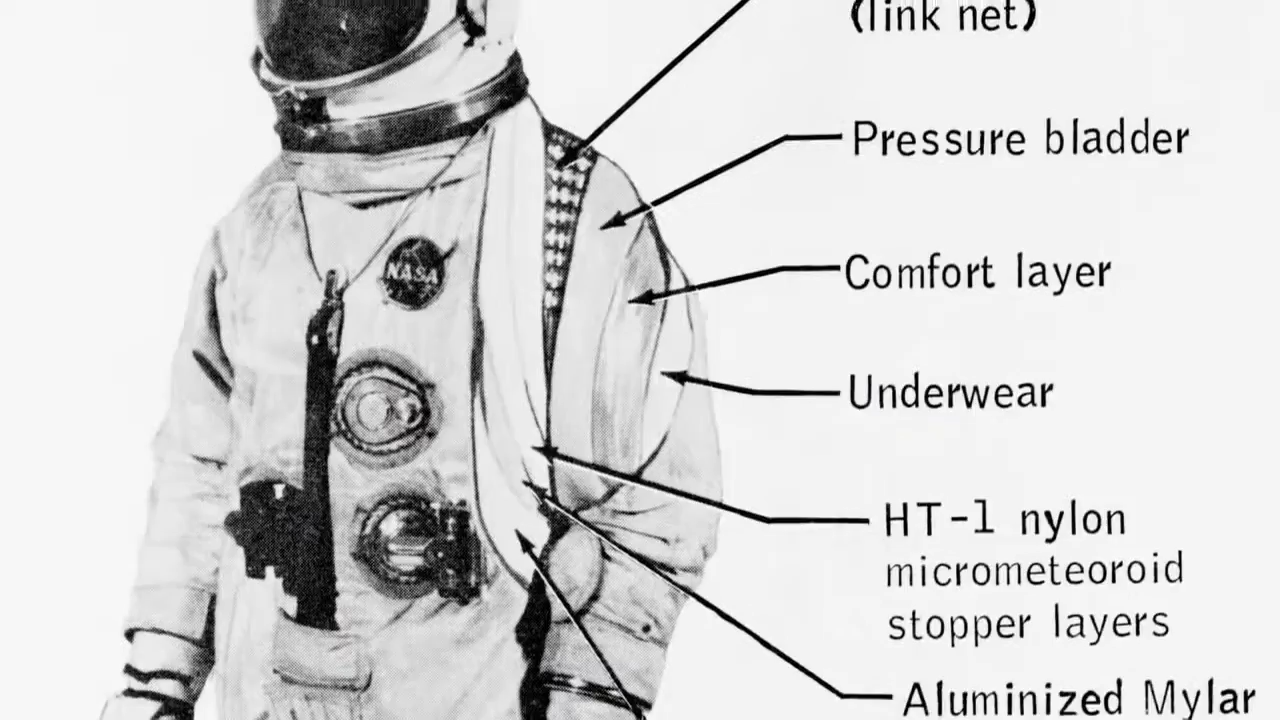 (link net)
Pressure bladder
NASA
Comfort layer
Underwear
HT-1 nylon
micrometeoroid
stopper layers
Aluminized Mylar